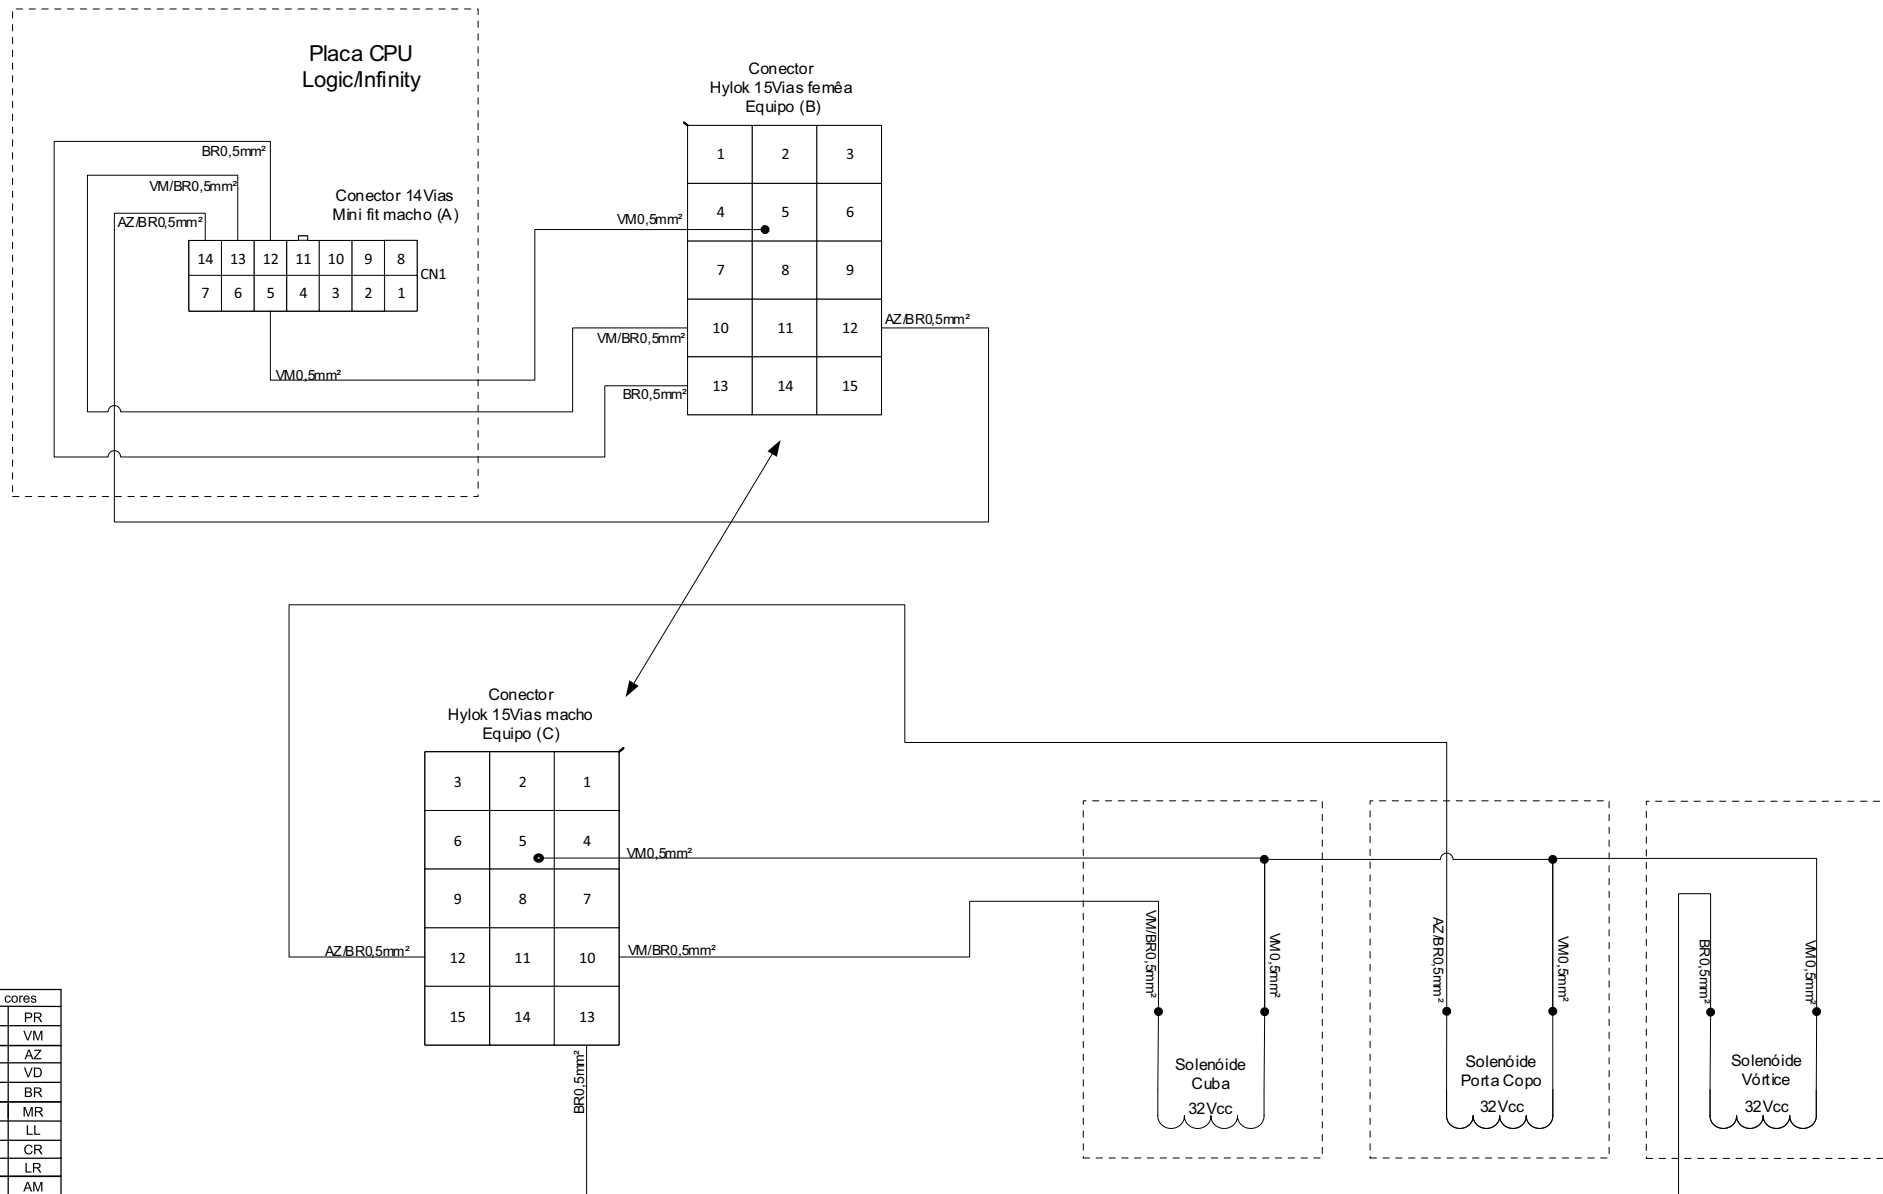 Placa CPU
Logic/Infinity
BR0,5mm²
VM/BR0,5mm²
AZ/BR0,5mm²
Conector 14Vias
Mini fit macho (A)
14 13 12 11 10 9 8
7 6 5 4 3 2 1
CN1
VM0,5mm²
Conector
Hylok 15Vias femêa
Equipo (B)
1 2 3
4 5 6
7 8 9
10 11 12
13 14 15
VM0,5mm²
VM/BR0,5mm²
BR0,5mm²
AZ/BR0,5mm²
Conector
Hylok 15Vias macho
Equipo (C)
3 2 1
6 5 4
9 8 7
12 11 10
15 14 13
VM0,5mm²
AZ/BR0,5mm²
VM/BR0,5mm²
BR0,5mm²
VM/BR0,5mm²
VM0,5mm²
Solenóide
Cuba
32Vcc
AZ/BR0,5mm²
VM0,5mm²
Solenóide
Porta Copo
32Vcc
BR0,5mm²
VM0,5mm²
Solenóide
Vórtice
32Vcc
cores
PR
VM
AZ
VD
BR
MR
LL
CR
LR
AM